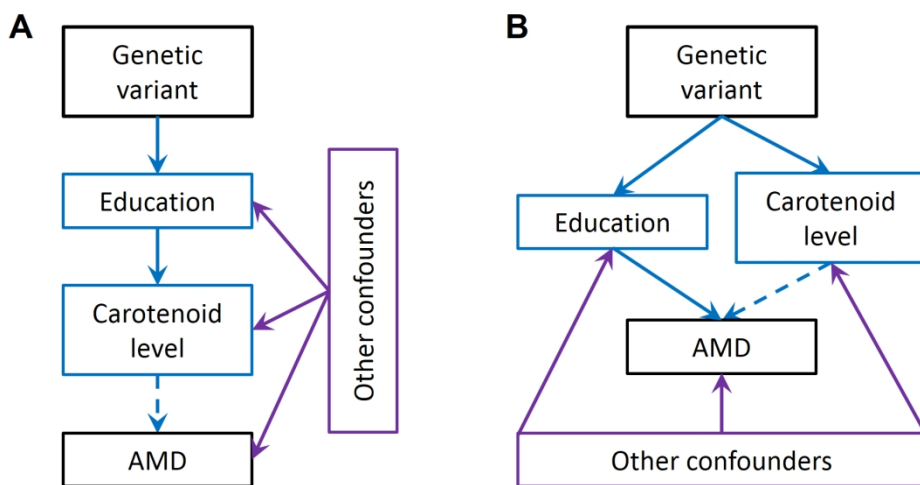 A
Genetic
variant
Education
Carotenoid
level
AMD
Other confounders
B
Genetic
variant
Education
Carotenoid
level
AMD
Other confounders